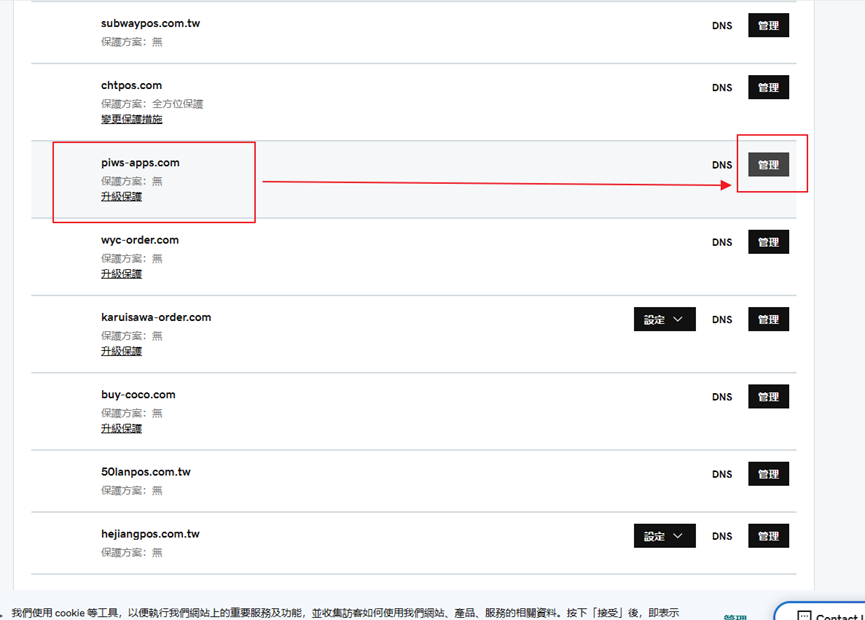 subwaypos.com.tw
保護方案：無
DNS 管理
chtpos.com
保護方案：全方位保護
變更保護措施
DNS 管理
piws-apps.com
保護方案：無
升級保護
DNS 管理
wyc-order.com
保護方案：無
升級保護
DNS 管理
karuisawa-order.com
保護方案：無
升級保護
設定 DNS 管理
buy-coco.com
保護方案：無
升級保護
DNS 管理
50lanpos.com.tw
保護方案：無
DNS 管理
hejiangpos.com.tw
保護方案：無
設定 DNS 管理
。我們使用 cookie 等工具，以便執行我們網站上的重要服務及功能，並收集訪客如何使用我們網站、產品、服務的相關資料。按下「接受」後，即表示
管理
Contact